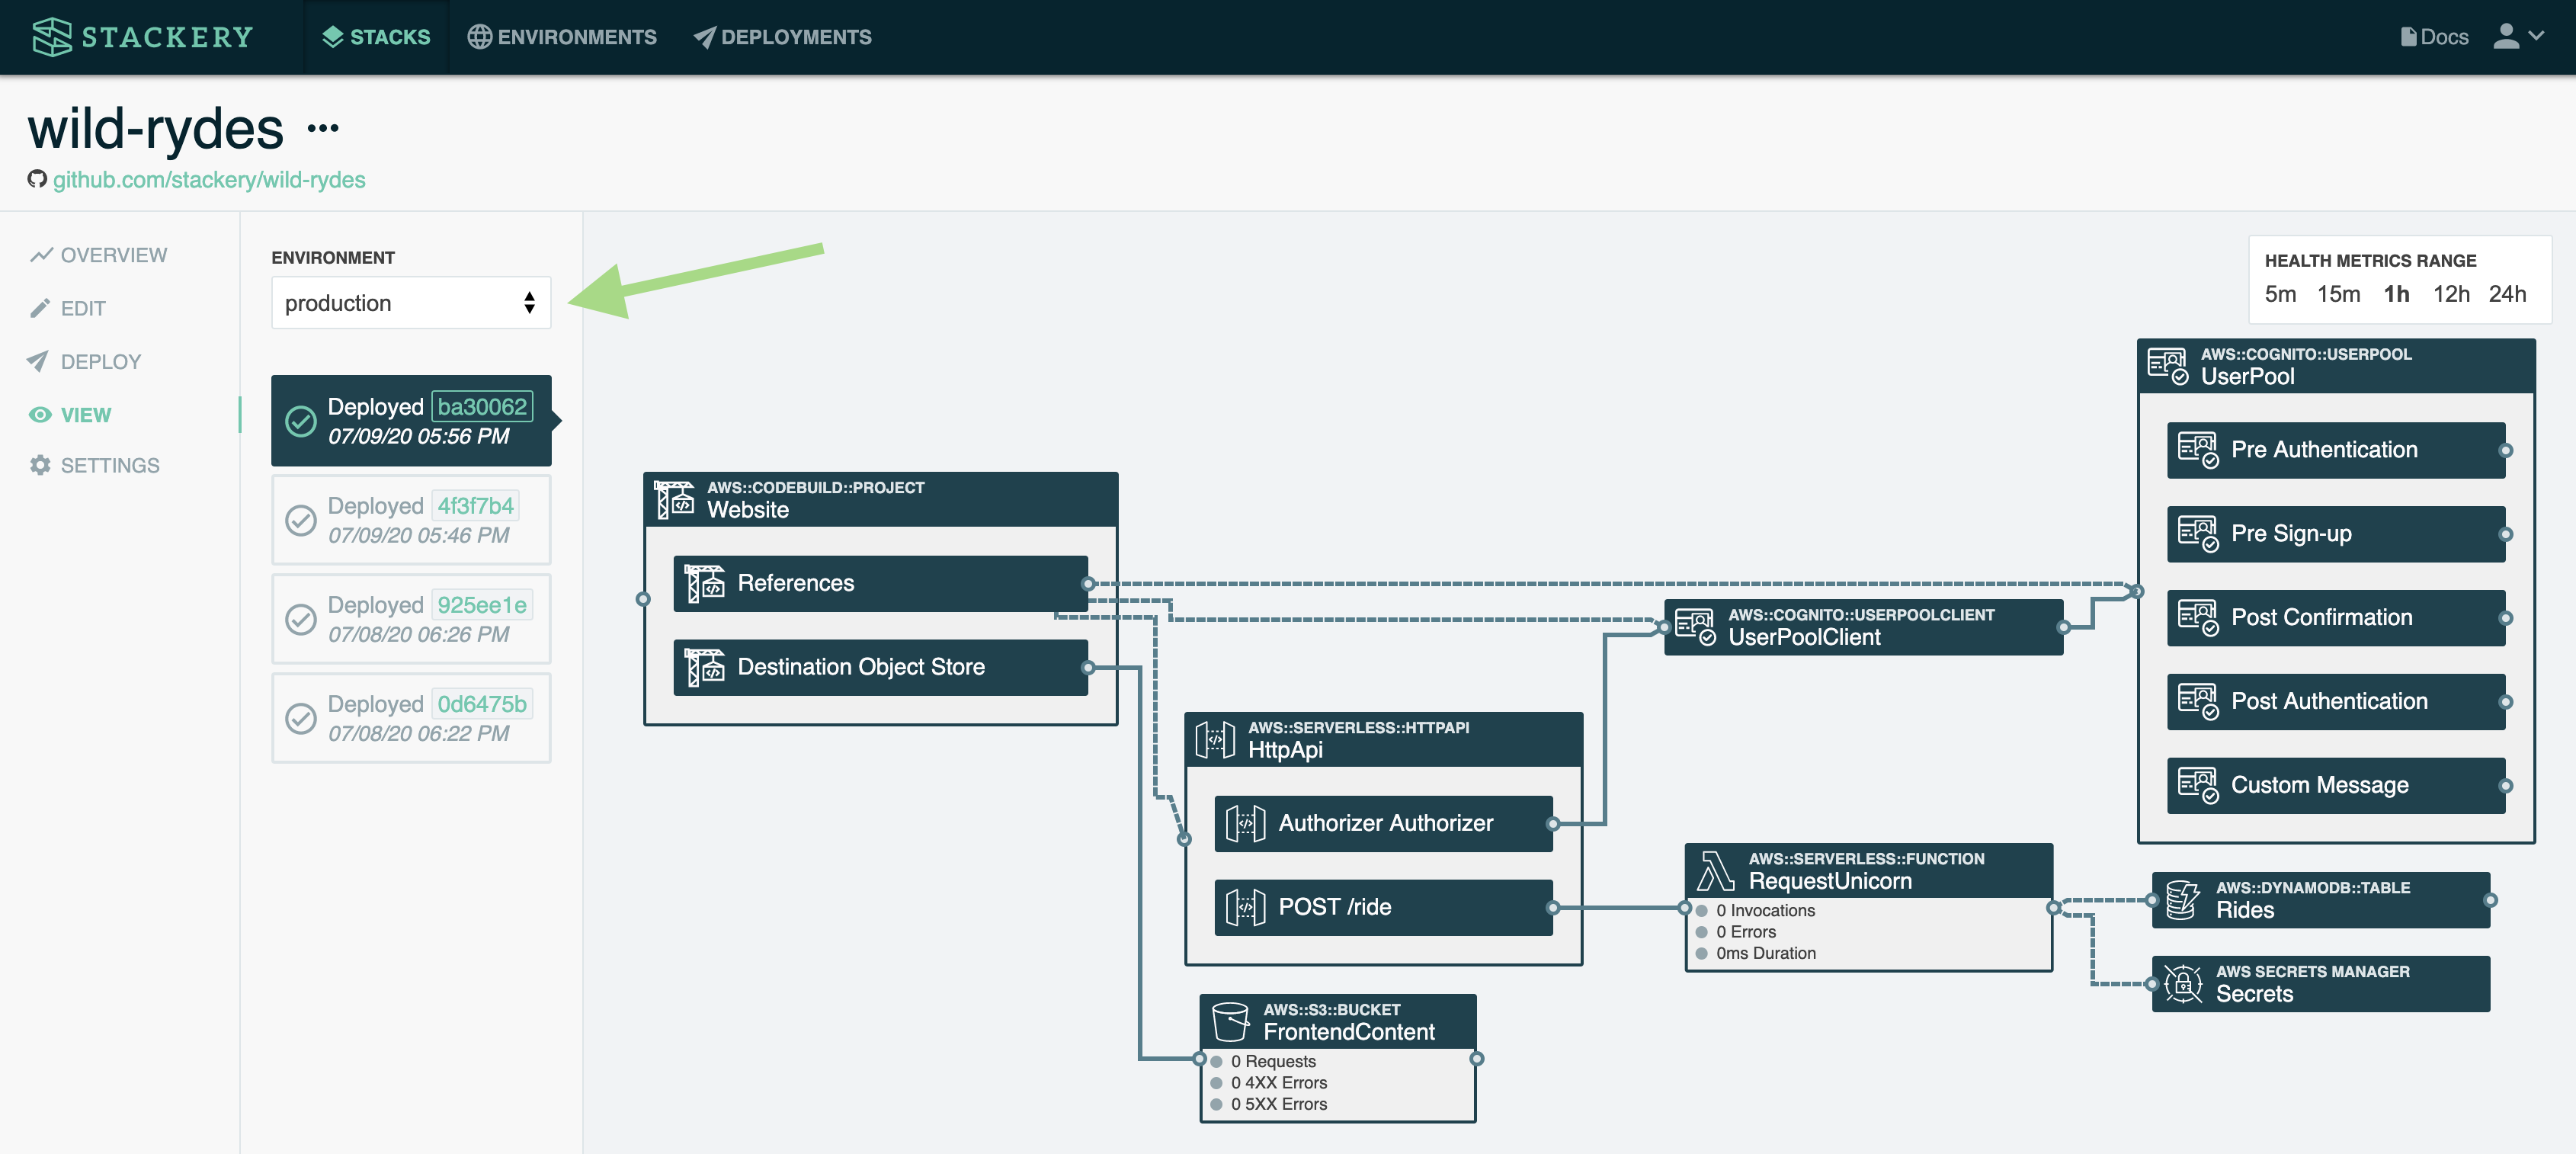 STACKERY
STACKS
ENVIRONMENTS
DEPLOYMENTS
Docs
wild-rydes ···
github.com/stackery/wild-rydes
OVERVIEW
EDIT
DEPLOY
VIEW
SETTINGS
ENVIRONMENT
production
Deployed ba30062
07/09/20 05:56 PM
Deployed 4f3f7b4
07/09/20 05:46 PM
Deployed 925ee1e
07/08/20 06:26 PM
Deployed 0d6475b
07/08/20 06:22 PM
HEALTH METRICS RANGE
5m 15m 1h 12h 24h
AWS::CODEBUILD::PROJECT
Website
References
Destination Object Store
AWS::SERVERLESS::HTTPAPI
HttpApi
Authorizer Authorizer
POST /ride
AWS::S3::BUCKET
FrontendContent
0 Requests
0 4XX Errors
0 5XX Errors
AWS::COGNITO::USERPOOLCLIENT
UserPoolClient
AWS::SERVERLESS::FUNCTION
RequestUnicorn
0 Invocations
0 Errors
0ms Duration
AWS::COGNITO::USERPOOL
UserPool
Pre Authentication
Pre Sign-up
Post Confirmation
Post Authentication
Custom Message
AWS::DYNAMODB::TABLE
Rides
AWS SECRETS MANAGER
Secrets